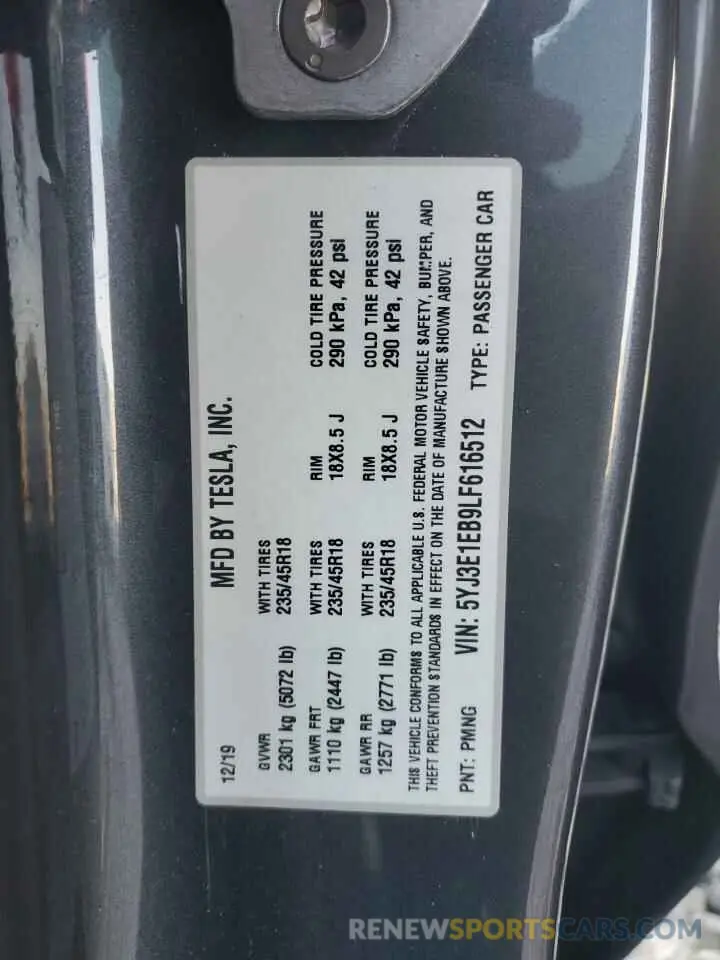 12/19 MFD BY TESLA, INC.
GVWR WITH TIRES
2301 kg (5072 lb) 235/45R18
GAWR FRT WITH TIRES RIM COLD TIRE PRESSURE
1110 kg (2447 lb) 235/45R18 18X8.5 J 290 kPa, 42 psi
GAWR RR WITH TIRES RIM COLD TIRE PRESSURE
1257 kg (2771 lb) 235/45R18 18X8.5 J 290 kPa, 42 psi
THIS VEHICLE CONFORMS TO ALL APPLICABLE U.S. FEDERAL MOTOR VEHICLE SAFETY, BUMPER, AND
THEFT PREVENTION STANDARDS IN EFFECT ON THE DATE OF MANUFACTURE SHOWN ABOVE.
PNT: PMNG VIN: 5YJ3E1EB9LF616512 TYPE: PASSENGER CAR
RENEWSPORTSCARS.COM